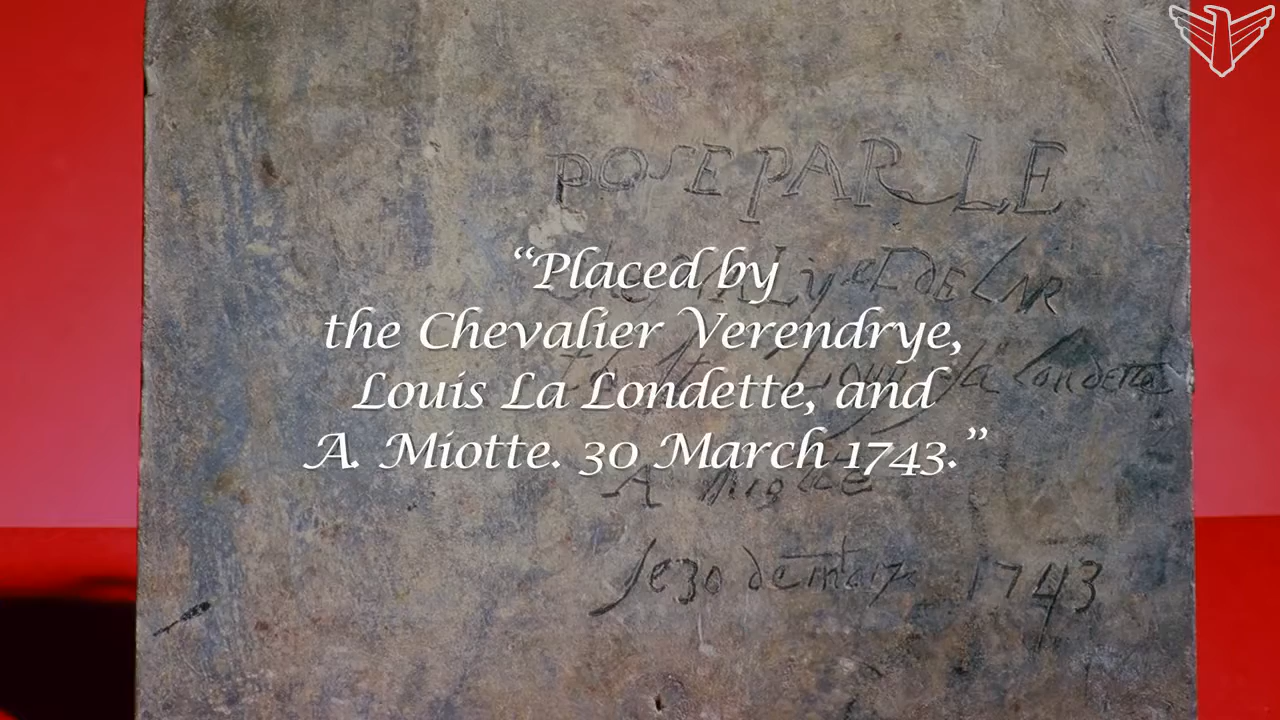 POSE PAR LE
“Placed by
the Chevalier Verendrye,
Louis La Londette, and
A. Miotte. 30 March 1743.”
A Miotte
le 30 de mars 1743